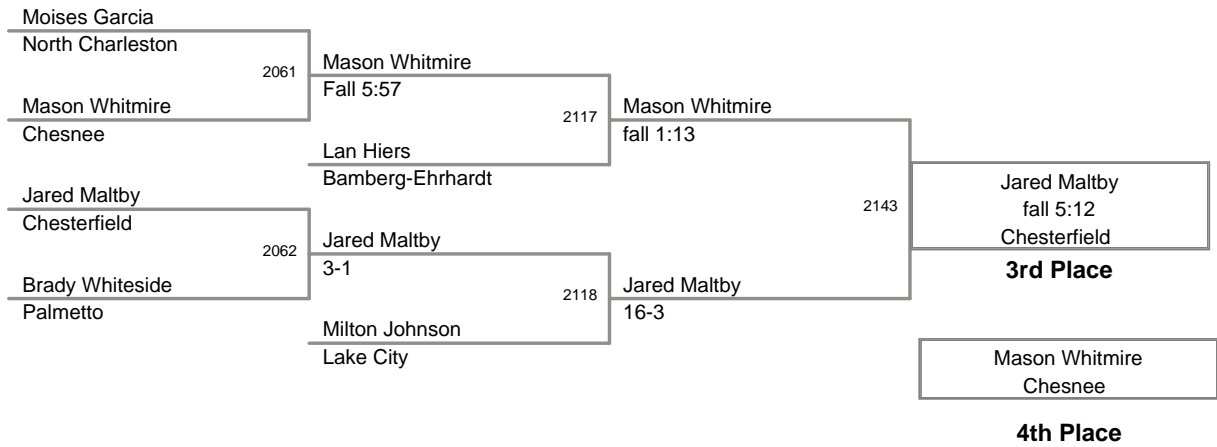 Moises Garcia
North Charleston
2061
Mason Whitmire
Chesnee
Jared Maltby
Chesterfield
2062
Brady Whiteside
Palmetto
Mason Whitmire
Fall 5:57
2117
Lan Hiers
Bamberg-Ehrhardt
Jared Maltby
3-1
2118
Milton Johnson
Lake City
Mason Whitmire
fall 1:13
2143
Jared Maltby
16-3
Jared Maltby
fall 5:12
Chesterfield
3rd Place
Mason Whitmire
Chesnee
4th Place